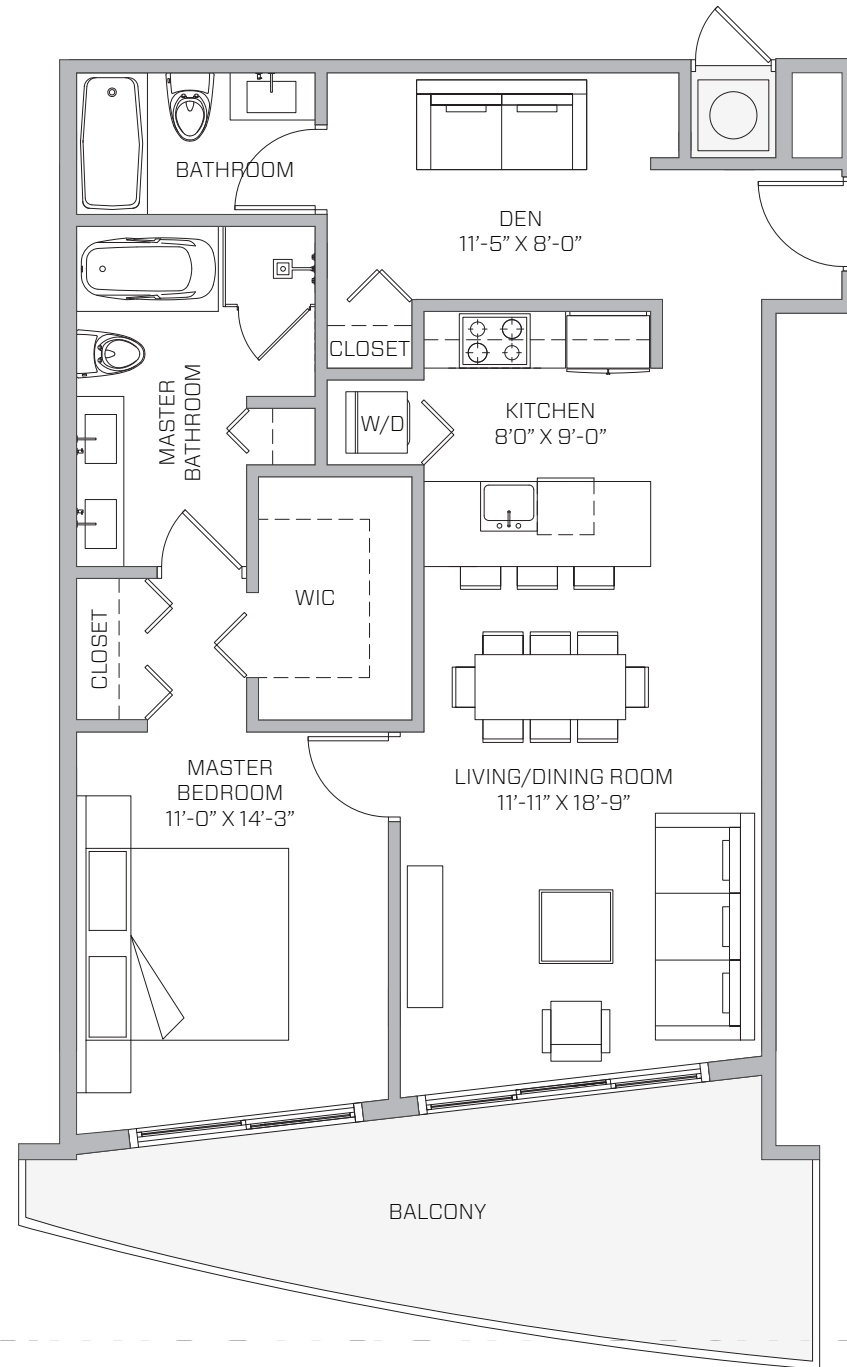 BATHROOM
DEN
11’-5” X 8’-0”
CLOSET
W/D
KITCHEN
8’0” X 9’-0”
MASTER
BATHROOM
WIC
CLOSET
MASTER
BEDROOM
11’-0” X 14’-3”
LIVING/DINING ROOM
11’-11” X 18’-9”
BALCONY